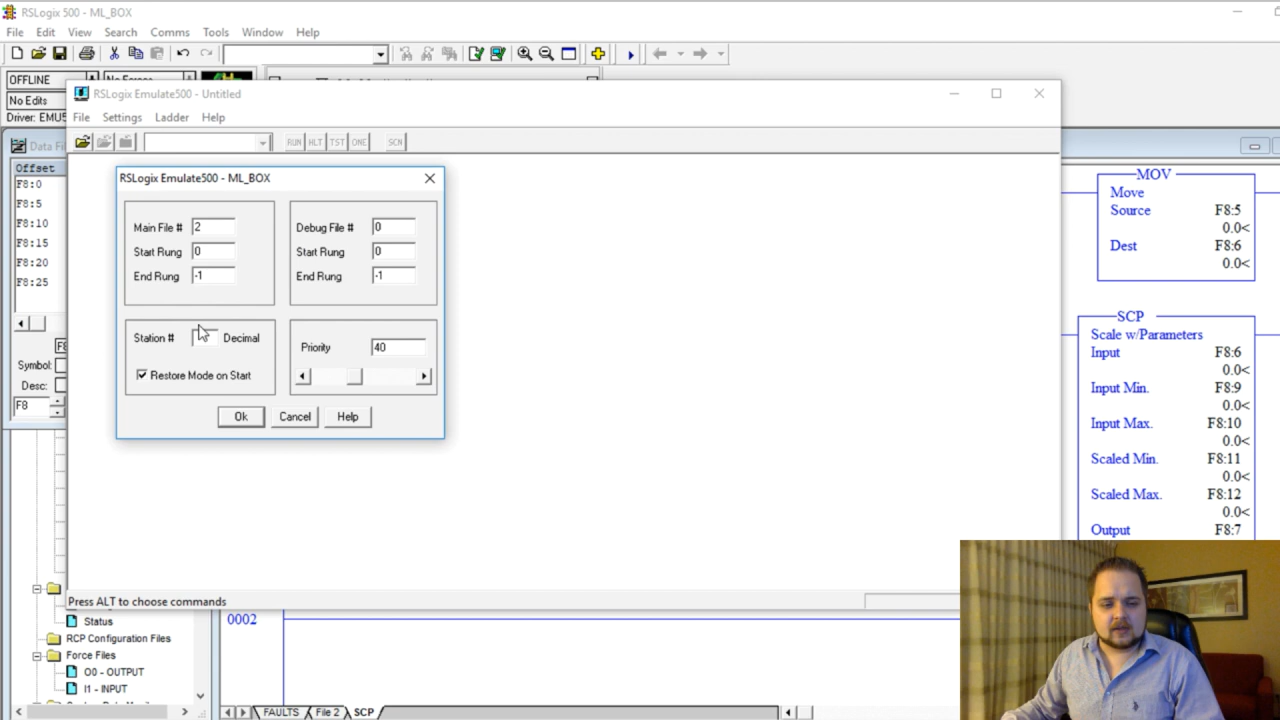 RSLogix 500 - ML_BOX
File Edit View Search Comms Tools Window Help
OFFLINE
No Forces
No Edits
Driver: EMU5
RSLogix Emulate500 - Untitled
File Settings Ladder Help
RUN HLT TST ONE SCN
Data Fi
Offset
F8:0
F8:5
F8:10
F8:15
F8:20
F8:25
Symbol:
Desc:
F8
RSLogix Emulate500 - ML_BOX
Main File # 2
Start Rung 0
End Rung -1
Debug File # 0
Start Rung 0
End Rung -1
Station # Decimal
Restore Mode on Start
Priority 40
Ok Cancel Help
Press ALT to choose commands
MOV
Move
Source F8:5
0.0<
Dest F8:6
0.0<
SCP
Scale w/Parameters
Input F8:6
0.0<
Input Min. F8:9
0.0<
Input Max. F8:10
0.0<
Scaled Min. F8:11
0.0<
Scaled Max. F8:12
0.0<
Output F8:7
0002
Status
RCP Configuration Files
Force Files
O0 - OUTPUT
I1 - INPUT
FAULTS File 2 SCP